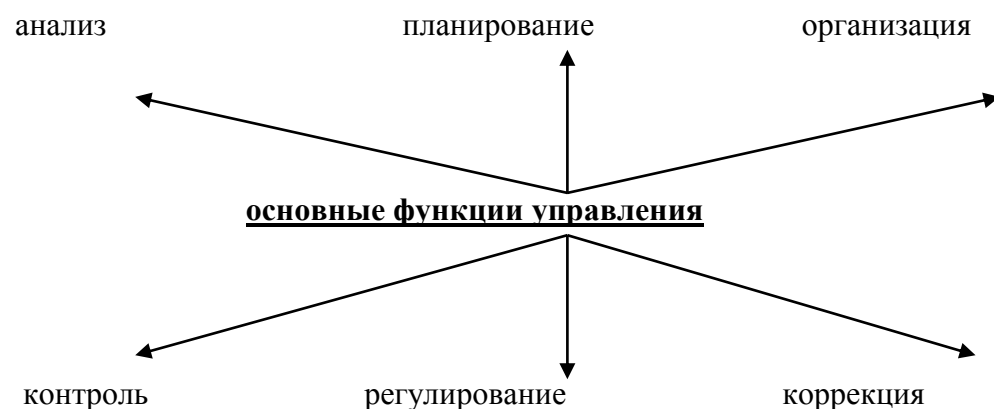 анализ планирование организация
основные функции управления
контроль регулирование коррекция